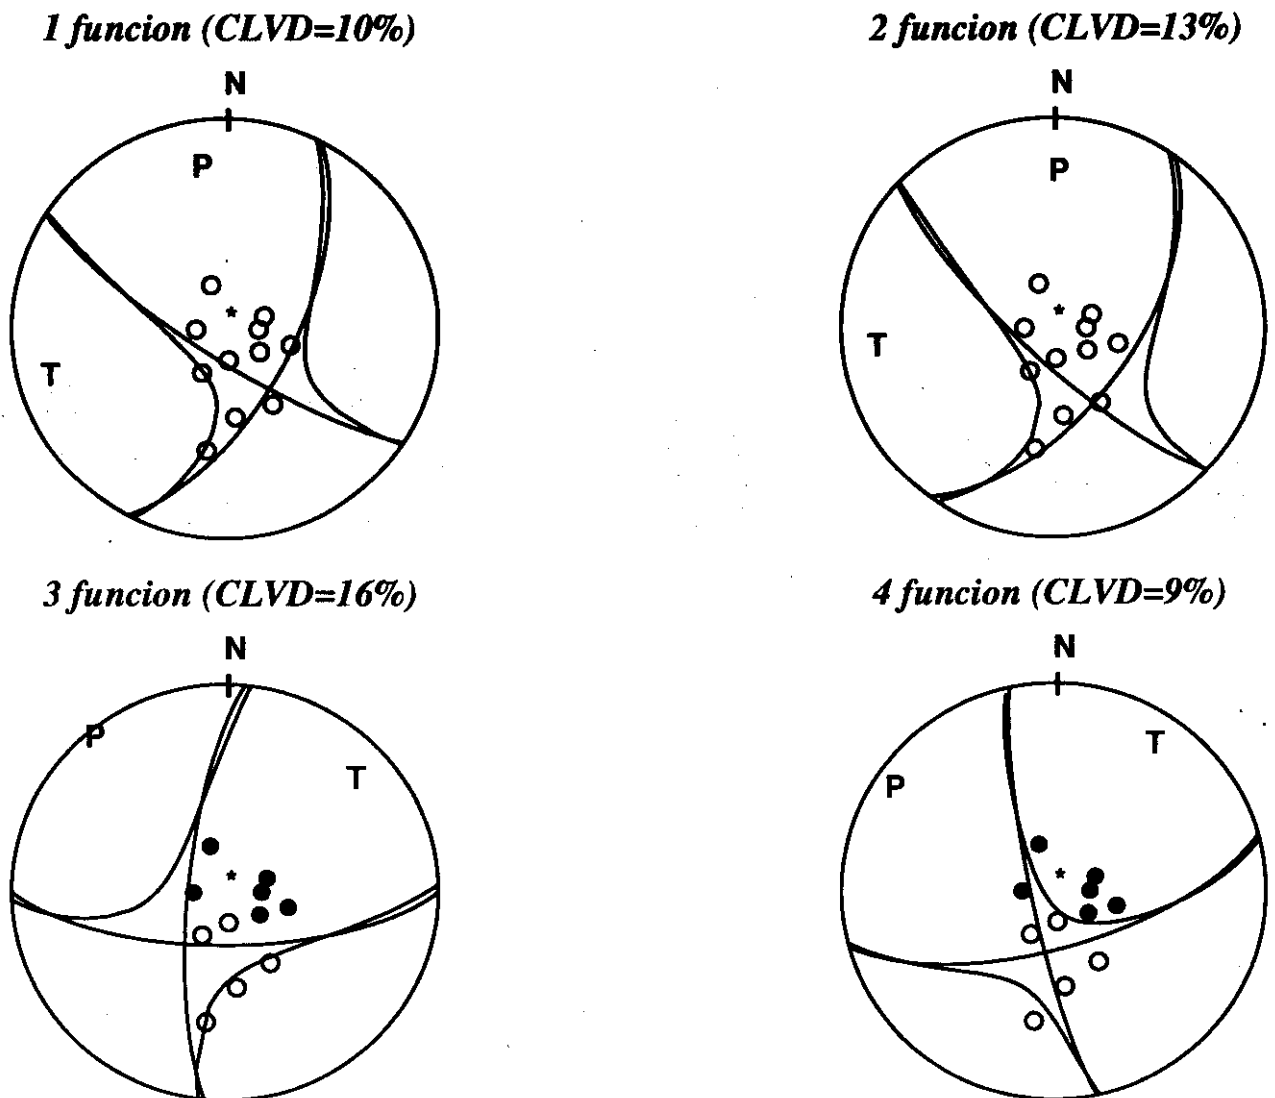 1 funcion (CLVD=10%)
2 funcion (CLVD=13%)
N
N
P
P
*
*
T
T
3 funcion (CLVD=16%)
4 funcion (CLVD=9%)
N
N
P
T
T
P
*
*